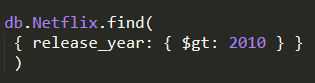 db.Netflix.find(
{ release_year: { $gt: 2010 } }
)